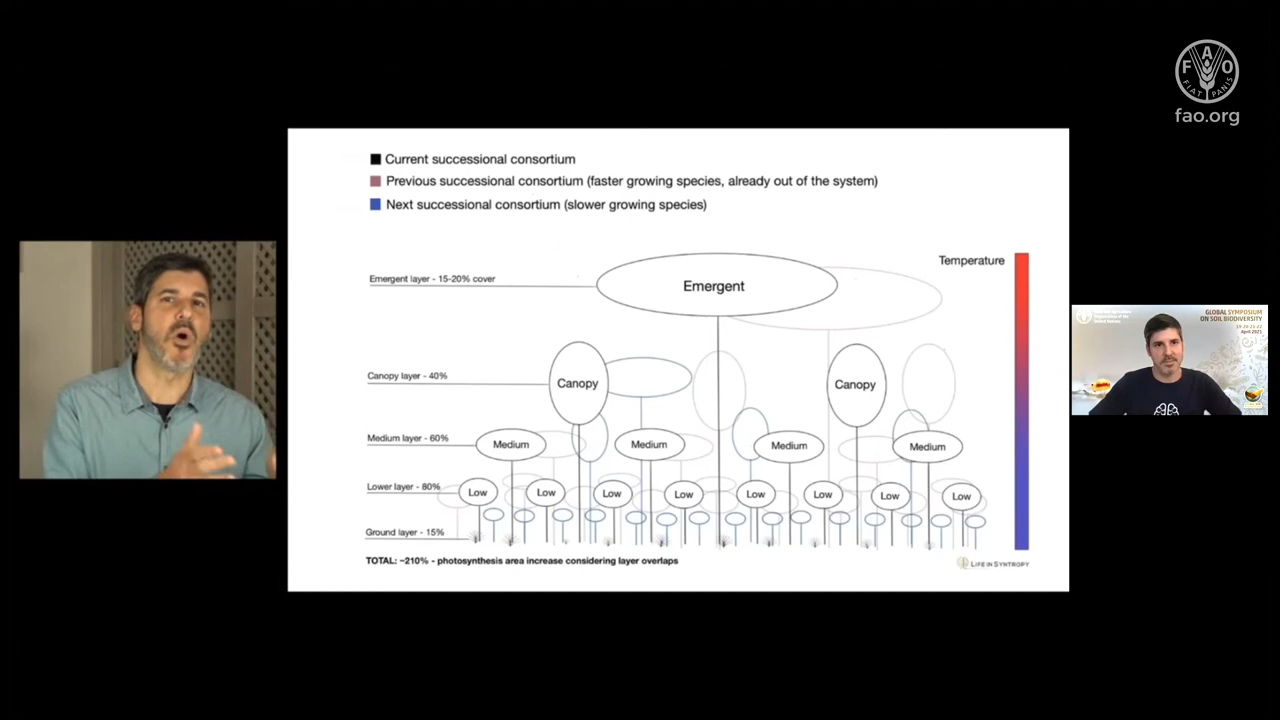 FAO
FIAT PANIS
fao.org
Current successional consortium
Previous successional consortium (faster growing species, already out of the system)
Next successional consortium (slower growing species)
Temperature
Emergent layer - 15-20% cover
Emergent
Canopy layer - 40%
Canopy
Canopy
Medium layer - 60%
Medium
Medium
Medium
Medium
Lower layer - 80%
Low
Low
Low
Low
Low
Low
Low
Low
Ground layer - 15%
TOTAL: ~210% - photosynthesis area increase considering layer overlaps
LIFE IN SYNTROPY
GLOBAL SYMPOSIUM
ON SOIL BIODIVERSITY
April 2021